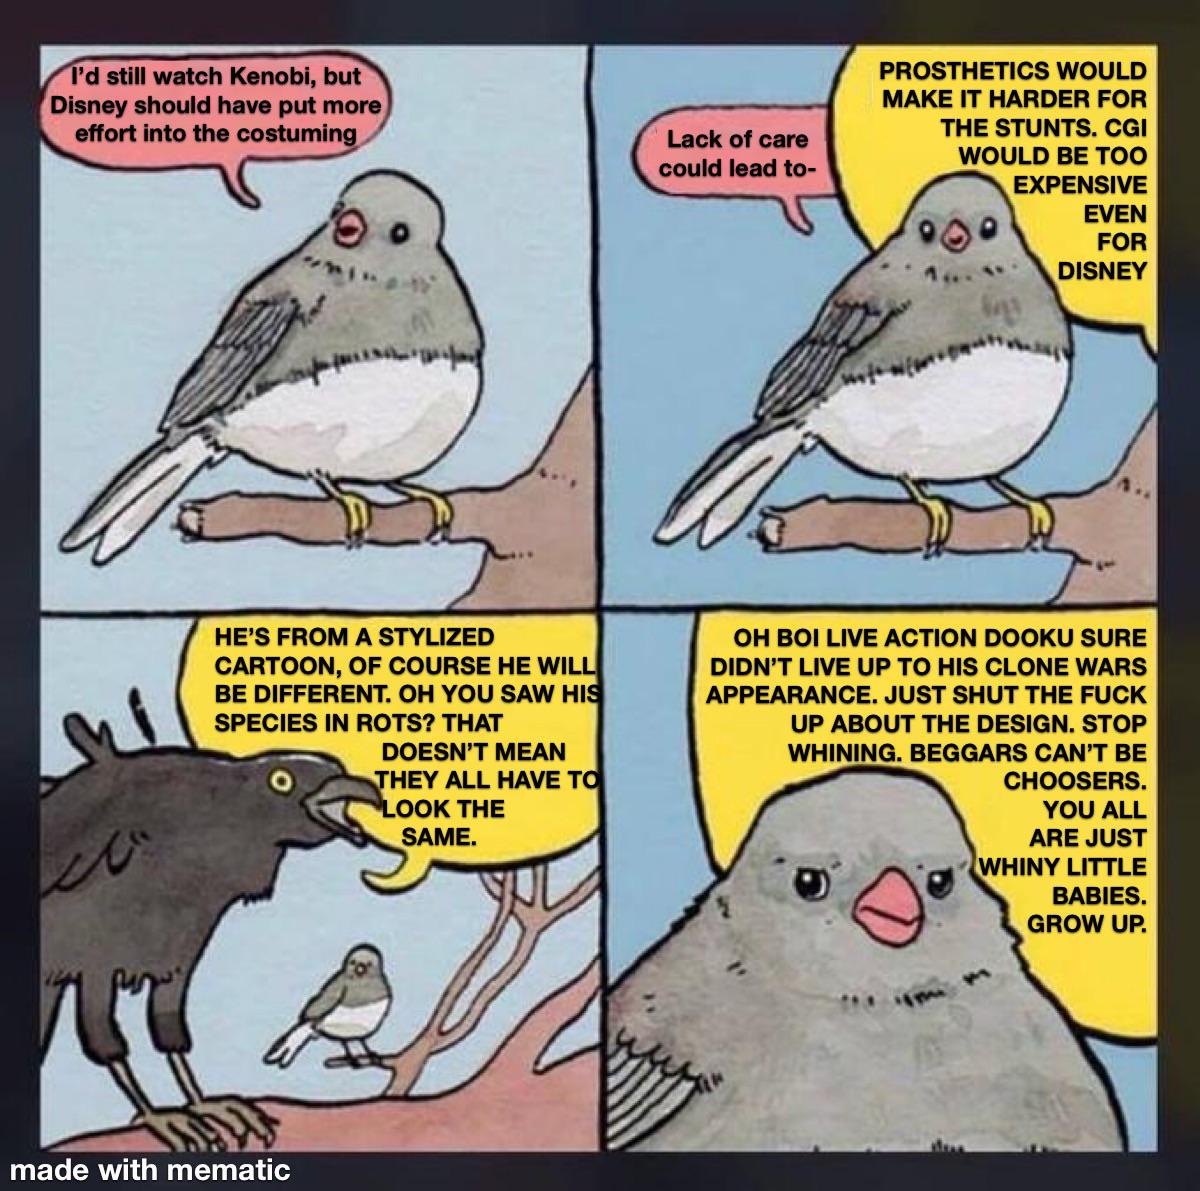 I'd still watch Kenobi, but
Disney should have put more
effort into the costuming
Lack of care
could lead to-
PROSTHETICS WOULD
MAKE IT HARDER FOR
THE STUNTS. CGI
WOULD BE TOO
EXPENSIVE
EVEN
FOR
DISNEY
HE'S FROM A STYLIZED
CARTOON, OF COURSE HE WILL
BE DIFFERENT. OH YOU SAW HIS
SPECIES IN ROTS? THAT
DOESN'T MEAN
THEY ALL HAVE TO
LOOK THE
SAME.
OH BOI LIVE ACTION DOOKU SURE
DIDN'T LIVE UP TO HIS CLONE WARS
APPEARANCE. JUST SHUT THE FUCK
UP ABOUT THE DESIGN. STOP
WHINING. BEGGARS CAN'T BE
CHOOSERS.
YOU ALL
ARE JUST
WHINY LITTLE
BABIES.
GROW UP.
made with mematic